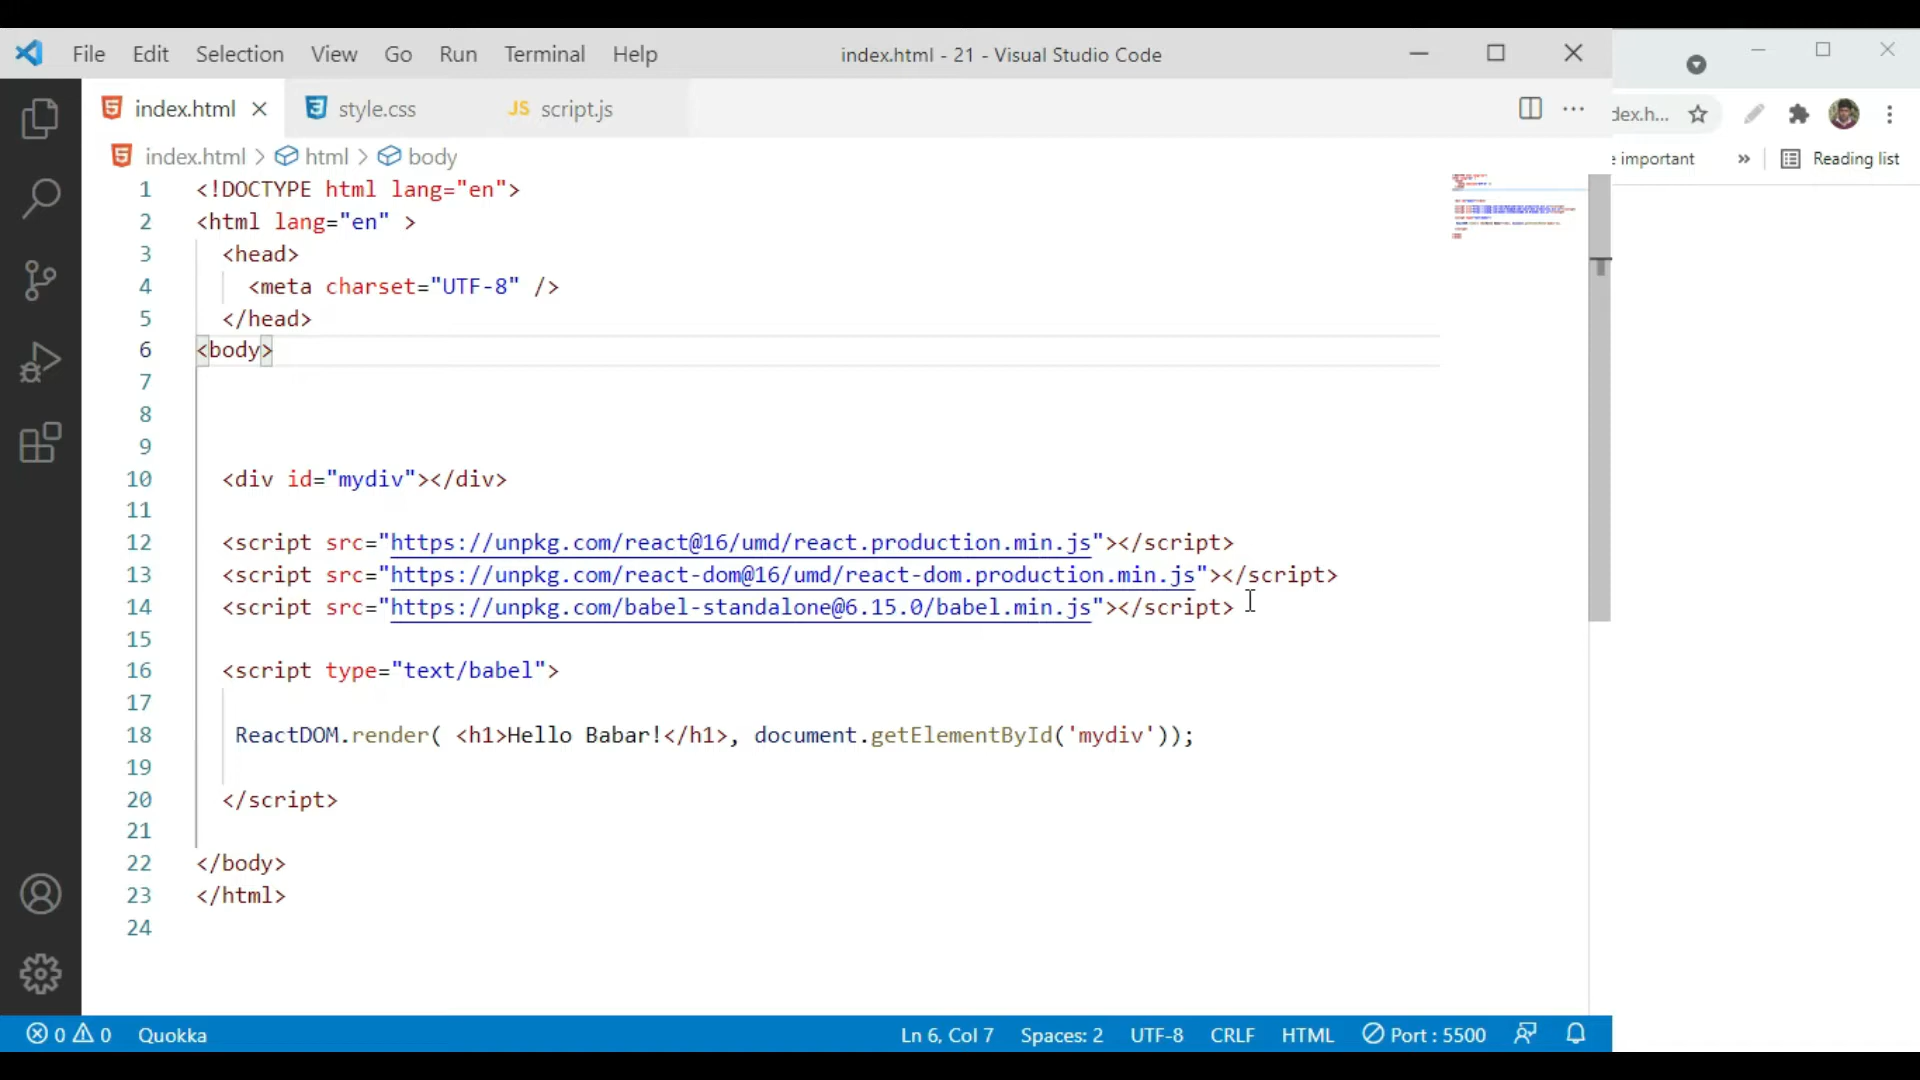 File Edit Selection View Go Run Terminal Help index.html - 21 - Visual Studio Code
index.html style.css JS script.js
dex.h...
index.html > html > body
e important » Reading list
1 <!DOCTYPE html lang="en">
2 <html lang="en" >
3 <head>
4 <meta charset="UTF-8" />
5 </head>
6 <body>
7
8
9
10 <div id="mydiv"></div>
11
12 <script src="https://unpkg.com/react@16/umd/react.production.min.js"></script>
13 <script src="https://unpkg.com/react-dom@16/umd/react-dom.production.min.js"></script>
14 <script src="https://unpkg.com/babel-standalone@6.15.0/babel.min.js"></script>
15
16 <script type="text/babel">
17
18 ReactDOM.render( <h1>Hello Babar!</h1>, document.getElementById('mydiv'));
19
20 </script>
21
22 </body>
23 </html>
24
0 0 Quokka Ln 6, Col 7 Spaces: 2 UTF-8 CRLF HTML Port : 5500